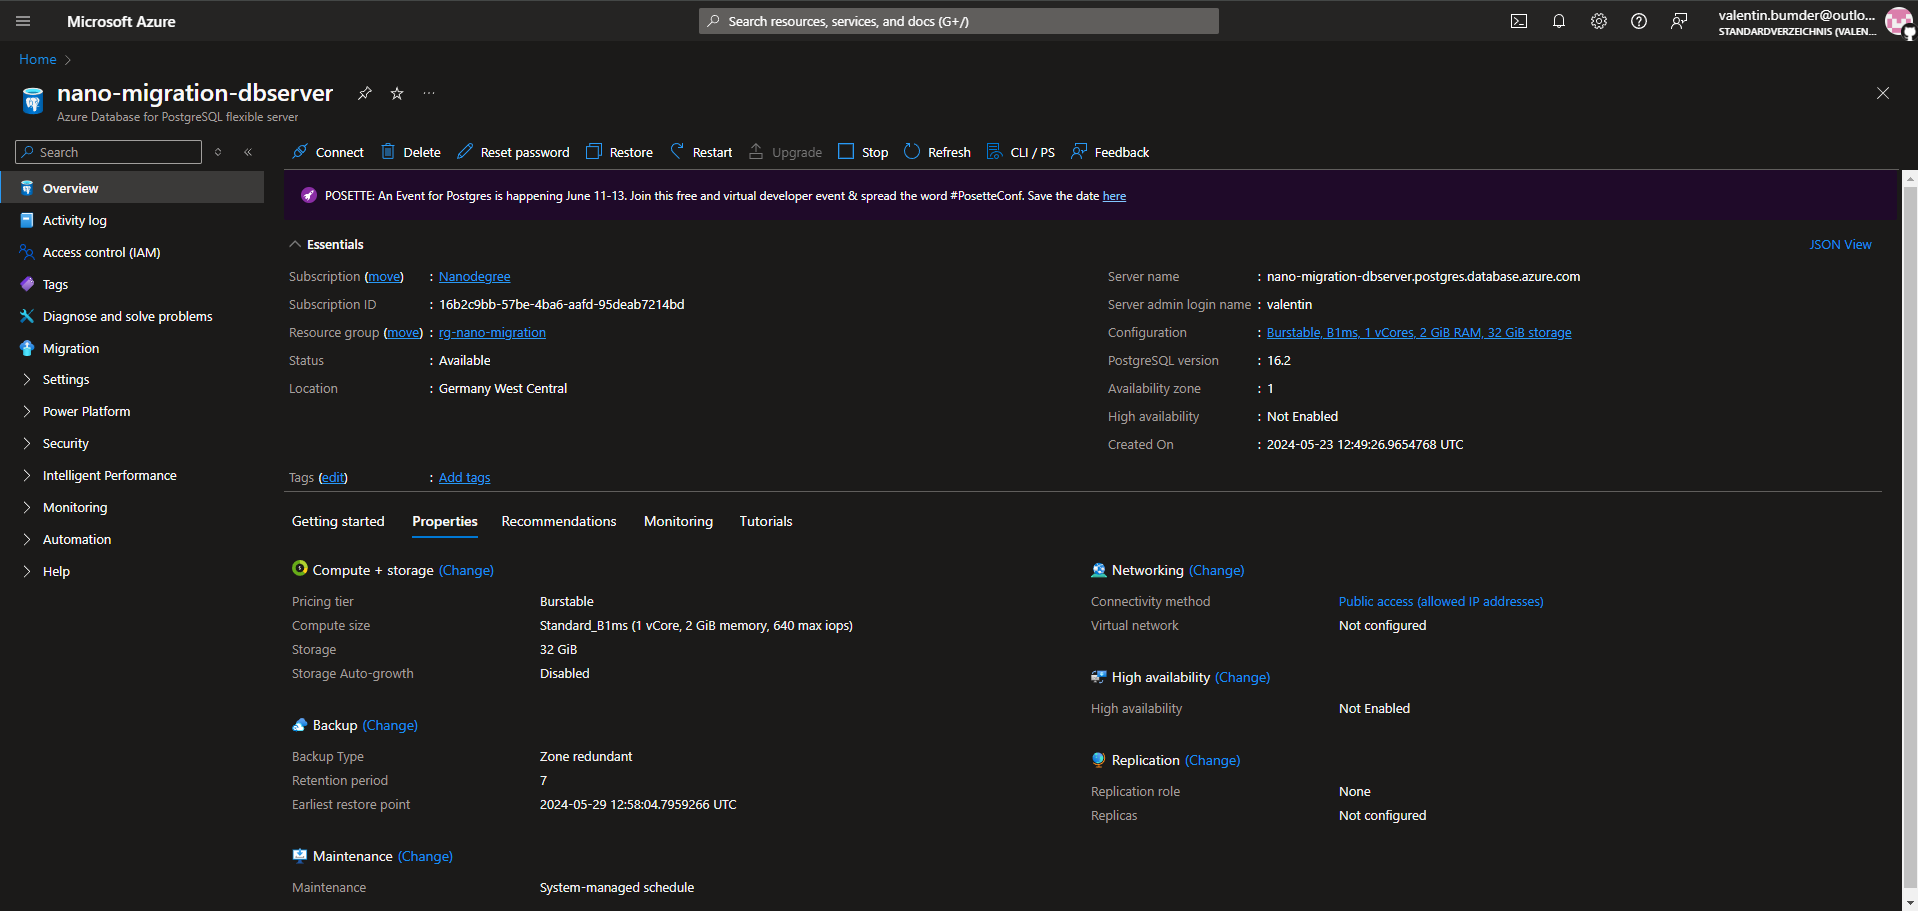 Microsoft Azure
Search resources, services, and docs (G+/)
valentin.bumder@outlo...
STANDARDVERZEICHNIS (VALEN...
Home
nano-migration-dbserver
Azure Database for PostgreSQL flexible server
Search
Connect
Delete
Reset password
Restore
Restart
Upgrade
Stop
Refresh
CLI / PS
Feedback
Overview
Activity log
Access control (IAM)
Tags
Diagnose and solve problems
Migration
Settings
Power Platform
Security
Intelligent Performance
Monitoring
Automation
Help
POSETTE: An Event for Postgres is happening June 11-13. Join this free and virtual developer event & spread the word #PosetteConf. Save the date here
Essentials
JSON View
Subscription (move) : Nanodegree
Subscription ID : 16b2c9bb-57be-4ba6-aafd-95deab7214bd
Resource group (move) : rg-nano-migration
Status : Available
Location : Germany West Central
Server name : nano-migration-dbserver.postgres.database.azure.com
Server admin login name : valentin
Configuration : Burstable, B1ms, 1 vCores, 2 GiB RAM, 32 GiB storage
PostgreSQL version : 16.2
Availability zone : 1
High availability : Not Enabled
Created On : 2024-05-23 12:49:26.9654768 UTC
Tags (edit) : Add tags
Getting started
Properties
Recommendations
Monitoring
Tutorials
Compute + storage (Change)
Pricing tier Burstable
Compute size Standard_B1ms (1 vCore, 2 GiB memory, 640 max iops)
Storage 32 GiB
Storage Auto-growth Disabled
Backup (Change)
Backup Type Zone redundant
Retention period 7
Earliest restore point 2024-05-29 12:58:04.7959266 UTC
Maintenance (Change)
Maintenance System-managed schedule
Networking (Change)
Connectivity method Public access (allowed IP addresses)
Virtual network Not configured
High availability (Change)
High availability Not Enabled
Replication (Change)
Replication role None
Replicas Not configured